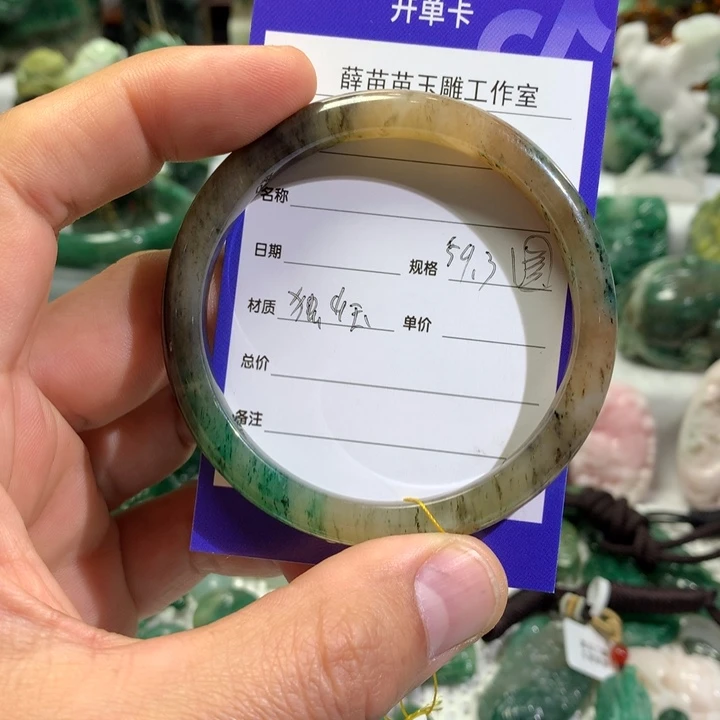 开单卡
薛苗苗玉雕工作室
名称
日期 规格 59.3 圆
材质 独山玉 单价
总价
备注